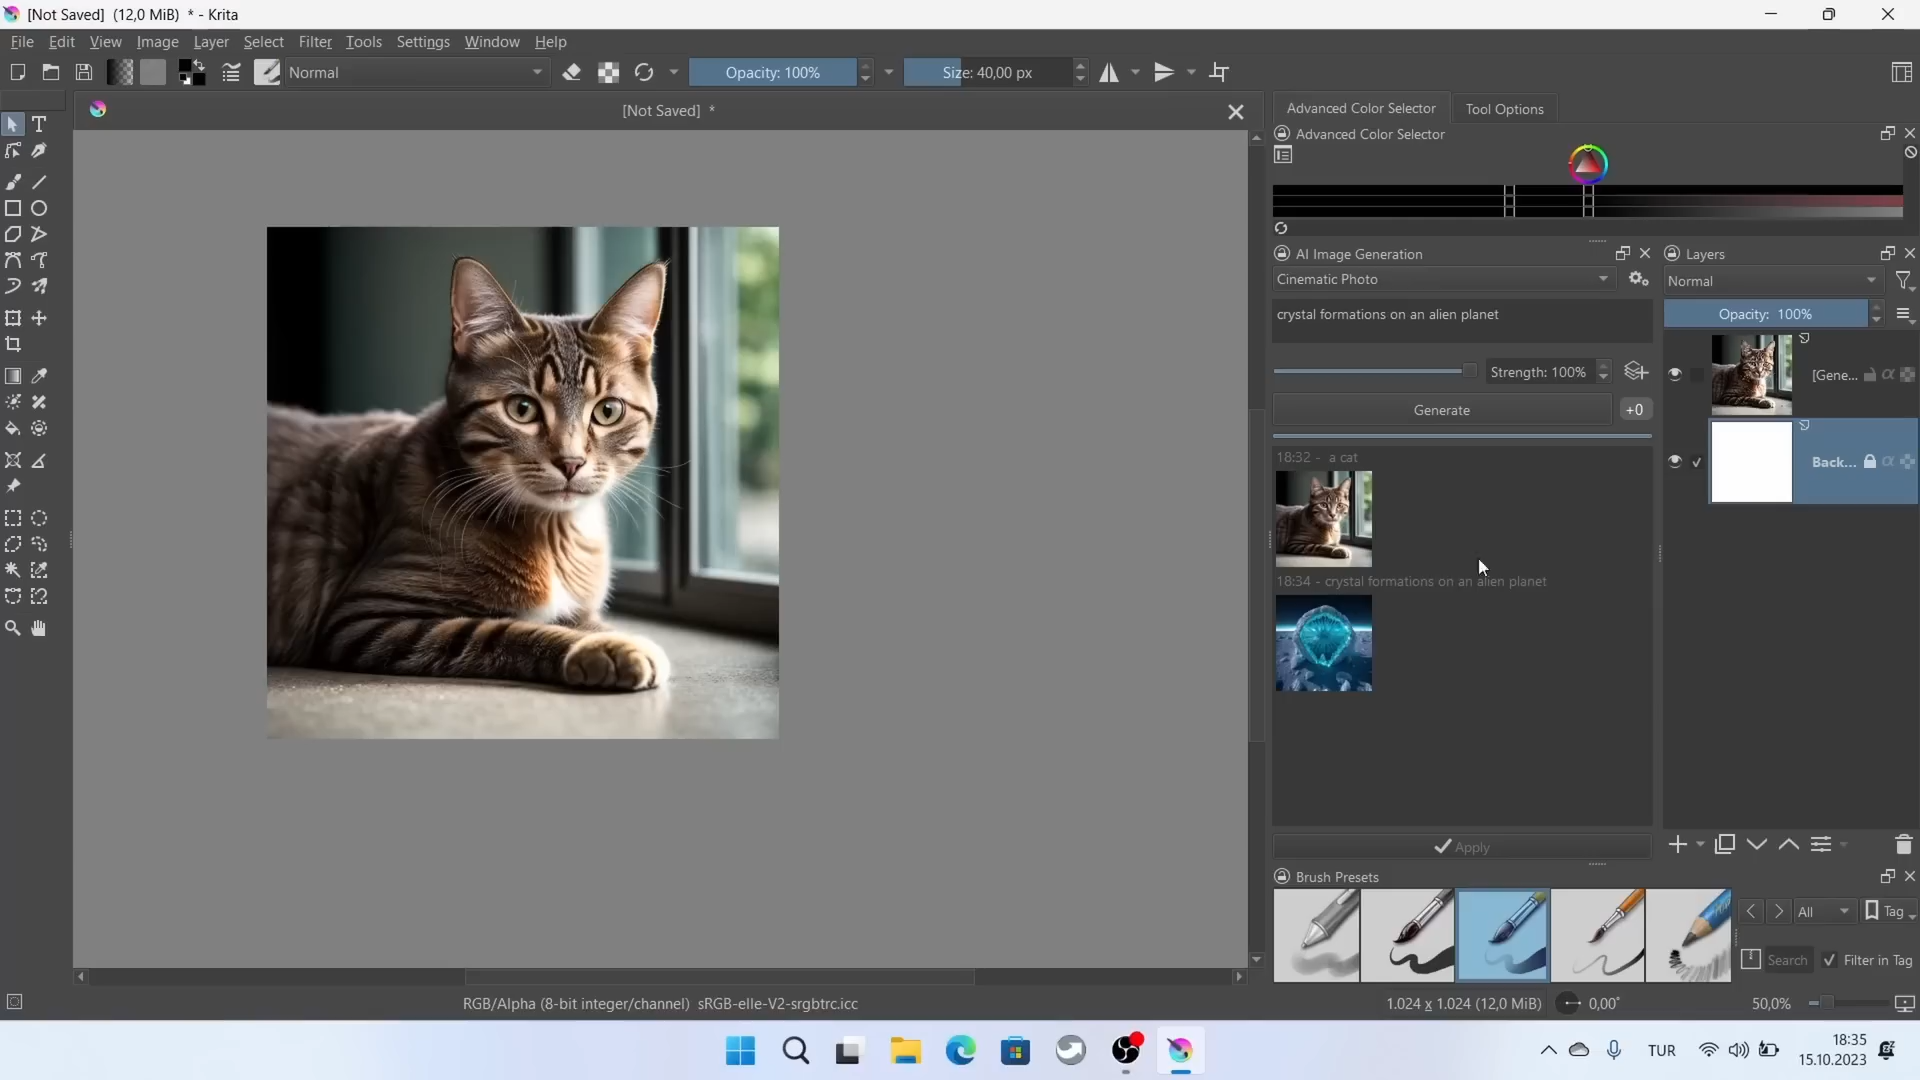 [Not Saved] (12,0 MiB) * - Krita
File Edit View Image Layer Select Filter Tools Settings Window Help
Normal Opacity: 100% Size: 40,00 px
[Not Saved] *
Advanced Color Selector Tool Options
Advanced Color Selector
AI Image Generation
Cinematic Photo
crystal formations on an alien planet
Strength: 100%
Generate +0
18:32 - a cat
18:34 - crystal formations on an alien planet
Apply
Layers
Normal
Opacity: 100%
[Gene...
Back...
Brush Presets
All Tag
Search Filter in Tag
RGB/Alpha (8-bit integer/channel) sRGB-elle-V2-srgbtrc.icc
1.024 x 1.024 (12,0 MiB) 0,00° 50,0%
TUR 18:35
15.10.2023